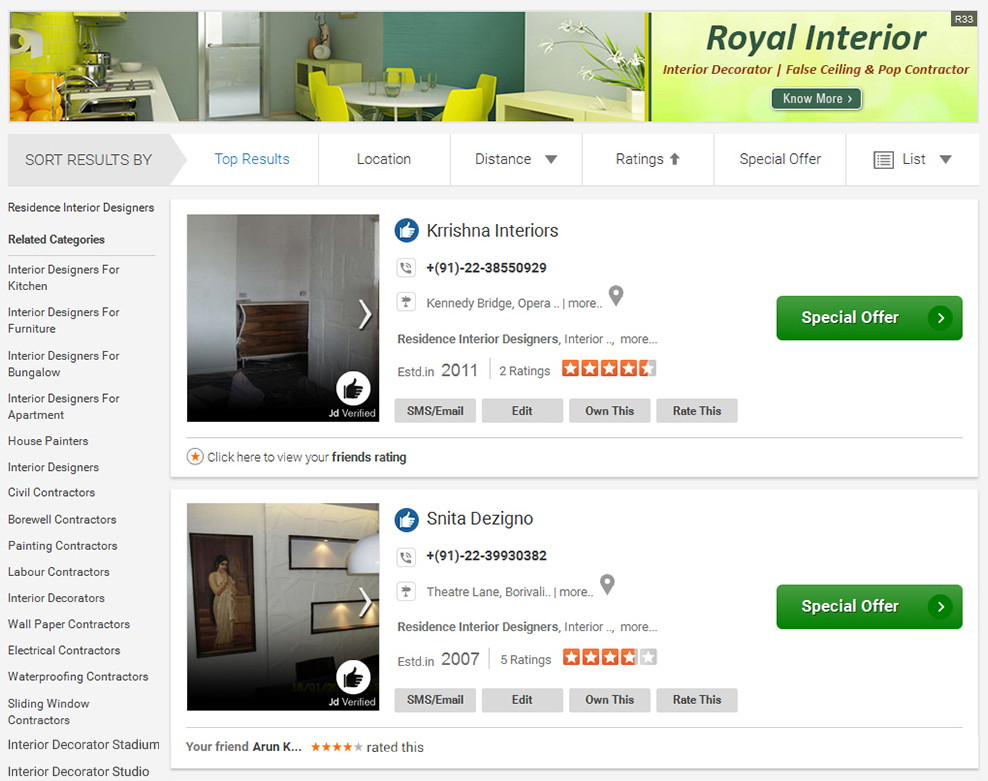 R33
Royal Interior
Interior Decorator | False Ceiling & Pop Contractor
Know More ›
SORT RESULTS BY
Top Results
Location
Distance
Ratings
Special Offer
List
Residence Interior Designers
Related Categories
Interior Designers For
Kitchen
Interior Designers For
Furniture
Interior Designers For
Bungalow
Interior Designers For
Apartment
House Painters
Interior Designers
Civil Contractors
Borewell Contractors
Painting Contractors
Labour Contractors
Interior Decorators
Wall Paper Contractors
Electrical Contractors
Waterproofing Contractors
Sliding Window
Contractors
Interior Decorator Stadium
Interior Decorator Studio
Jd Verified
Krrishna Interiors
+(91)-22-38550929
Kennedy Bridge, Opera .. | more..
Residence Interior Designers, Interior .., more...
Estd.in 2011 2 Ratings
SMS/Email Edit Own This Rate This
Special Offer
Click here to view your friends rating
Jd Verified
Snita Dezigno
+(91)-22-39930382
Theatre Lane, Borivali.. | more..
Residence Interior Designers, Interior .., more...
Estd.in 2007 5 Ratings
SMS/Email Edit Own This Rate This
Special Offer
Your friend Arun K... rated this